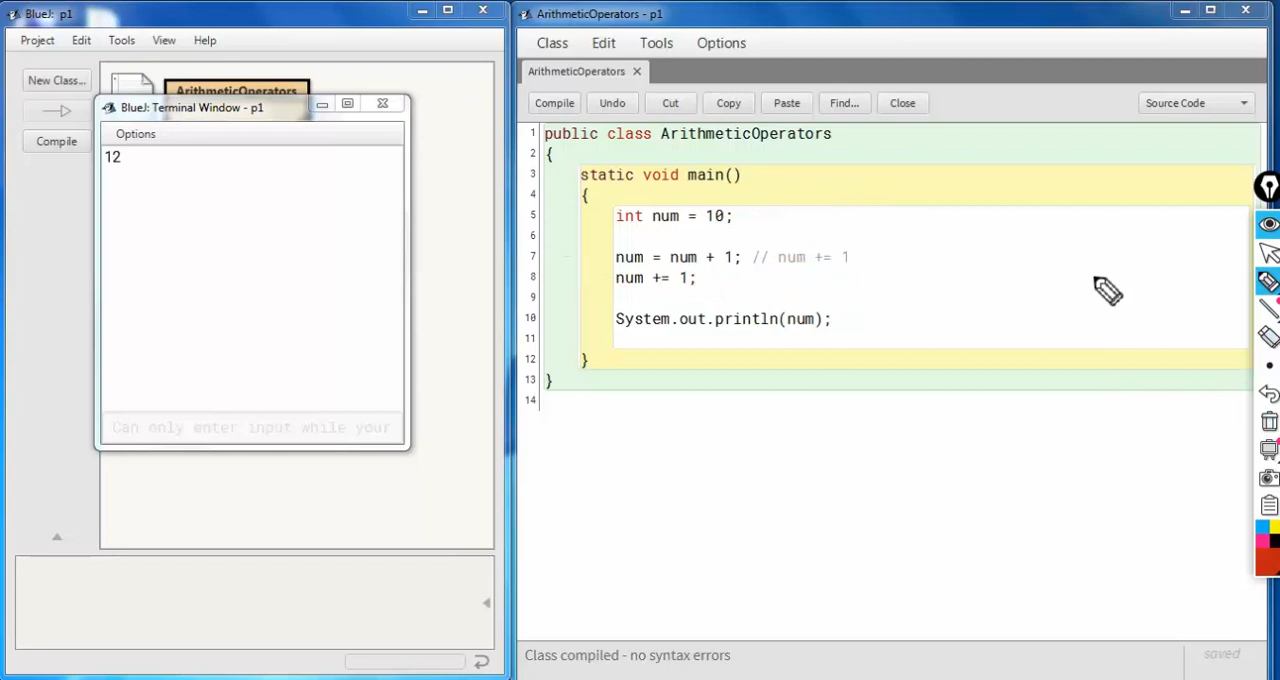 BlueJ: p1
Project Edit Tools View Help
New Class...
Compile
ArithmeticOperators
BlueJ: Terminal Window - p1
Options
12
Can only enter input while your
ArithmeticOperators - p1
Class Edit Tools Options
ArithmeticOperators
Compile Undo Cut Copy Paste Find... Close Source Code
1 public class ArithmeticOperators
2 {
3 static void main()
4 {
5 int num = 10;
6
7 num = num + 1; // num += 1
8 num += 1;
9
10 System.out.println(num);
11
12 }
13 }
14
Class compiled - no syntax errors
saved